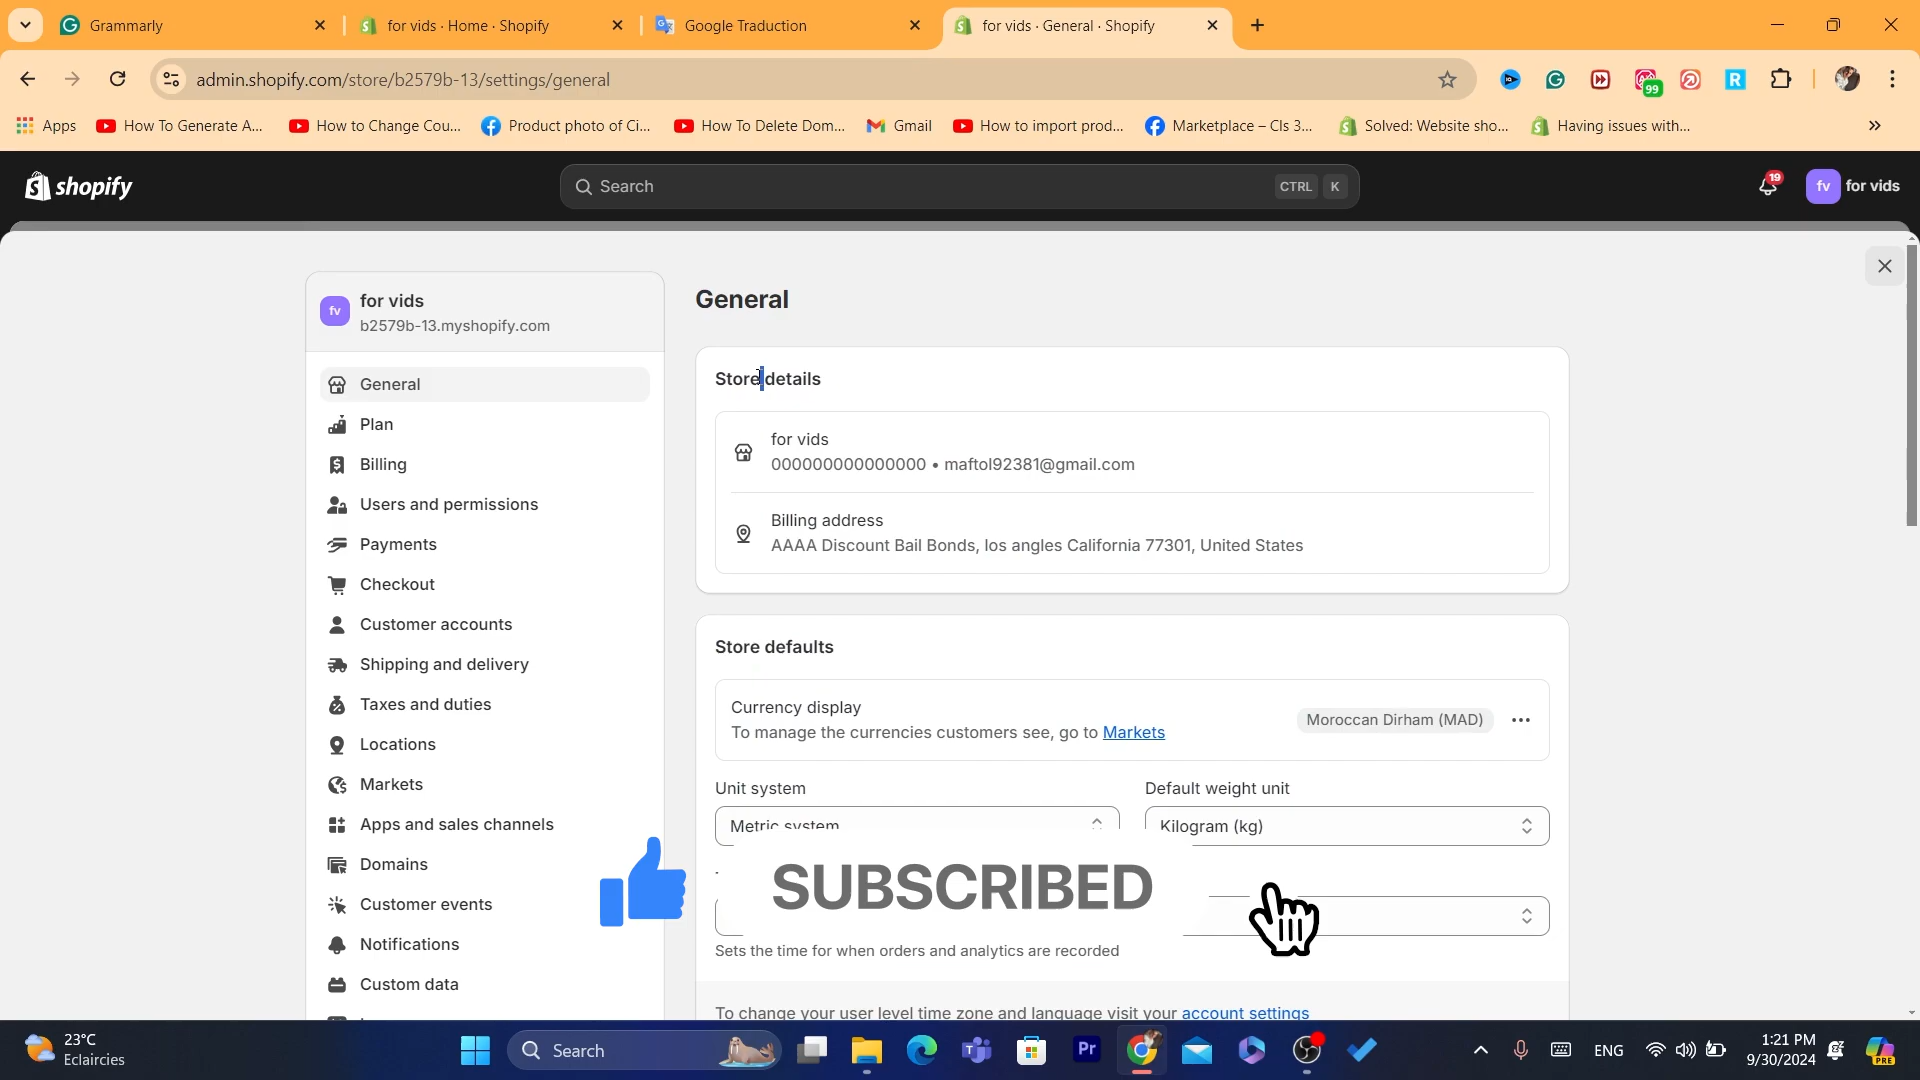 Grammarly
for vids · Home · Shopify
Google Traduction
for vids · General · Shopify
admin.shopify.com/store/b2579b-13/settings/general
99
Apps
How To Generate A...
How to Change Cou...
Product photo of Ci...
How To Delete Dom...
Gmail
How to import prod...
Marketplace – Cls 3...
Solved: Website sho...
Having issues with...
shopify
Search
CTRL K
19
fv for vids
fv
for vids
b2579b-13.myshopify.com
General
Plan
Billing
Users and permissions
Payments
Checkout
Customer accounts
Shipping and delivery
Taxes and duties
Locations
Markets
Apps and sales channels
Domains
Customer events
Notifications
Custom data
General
Store details
for vids
000000000000000 • maftol92381@gmail.com
Billing address
AAAA Discount Bail Bonds, los angles California 77301, United States
Store defaults
Currency display
To manage the currencies customers see, go to Markets
Moroccan Dirham (MAD)
Unit system
Metric system
Default weight unit
Kilogram (kg)
SUBSCRIBED
Sets the time for when orders and analytics are recorded
To change your user level time zone and language visit your account settings
23°C
Eclaircies
Search
Pr
ENG
1:21 PM
9/30/2024
PRE